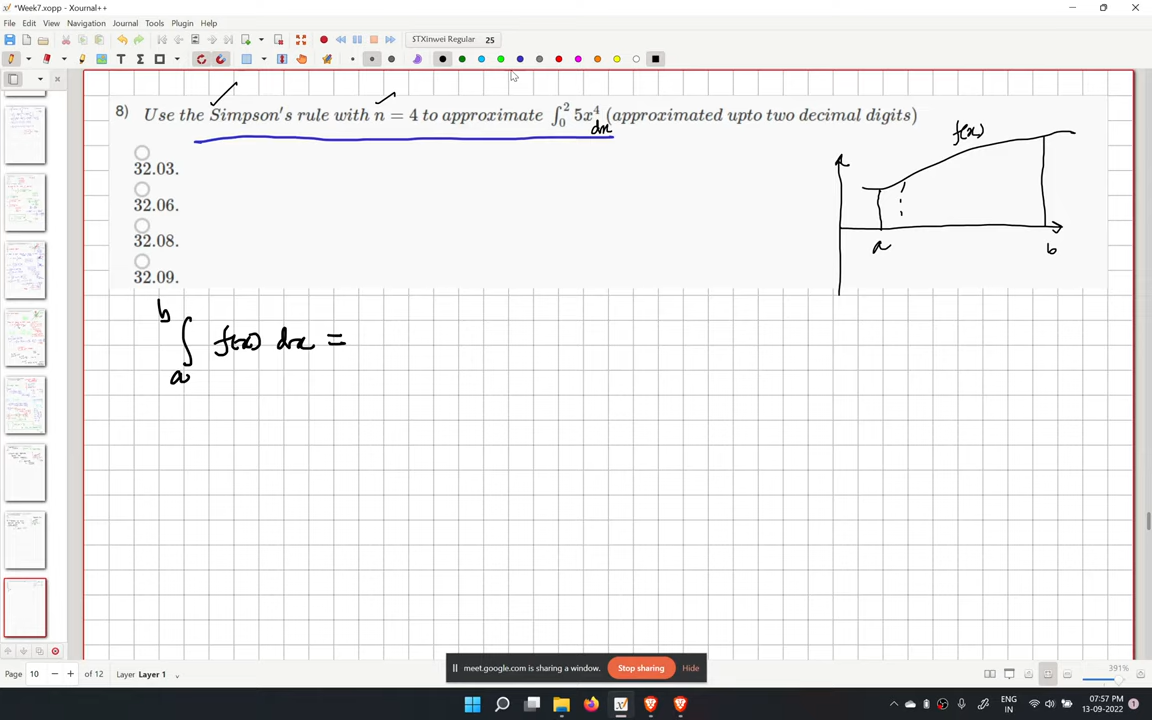 *Week7.xopp - Xournal++
File Edit View Navigation Journal Tools Plugin Help
STXinwei Regular 25
8) Use the Simpson's rule with n = 4 to approximate ∫₀² 5x⁴ (approximated upto two decimal digits)
dx
32.03.
32.06.
32.08.
32.09.
f(x)
a b
b
∫ f(x) dx =
a
meet.google.com is sharing a window. Stop sharing Hide
Page 10 of 12 Layer Layer 1 391%
ENG 07:57 PM
IN 13-09-2022